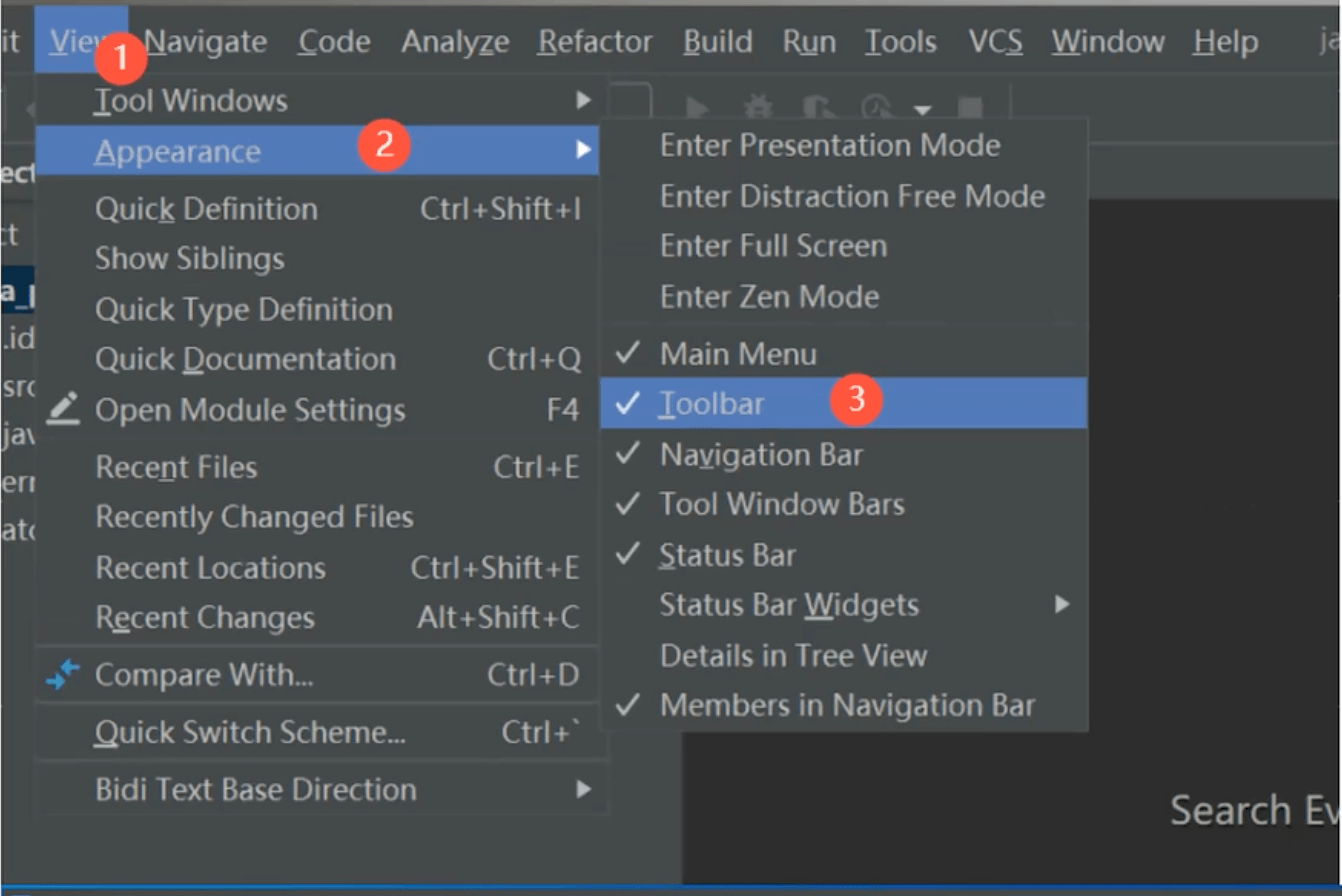 it View Navigate Code Analyze Refactor Build Run Tools VCS Window Help ja
1
Tool Windows
Appearance 2
Quick Definition Ctrl+Shift+I
Show Siblings
Quick Type Definition
Quick Documentation Ctrl+Q
Open Module Settings F4
Recent Files Ctrl+E
Recently Changed Files
Recent Locations Ctrl+Shift+E
Recent Changes Alt+Shift+C
Compare With... Ctrl+D
Quick Switch Scheme... Ctrl+`
Bidi Text Base Direction
Enter Presentation Mode
Enter Distraction Free Mode
Enter Full Screen
Enter Zen Mode
Main Menu
Toolbar 3
Navigation Bar
Tool Window Bars
Status Bar
Status Bar Widgets
Details in Tree View
Members in Navigation Bar
ect
ct
a_p
.id
src
jav
ern
ato
Search Ev